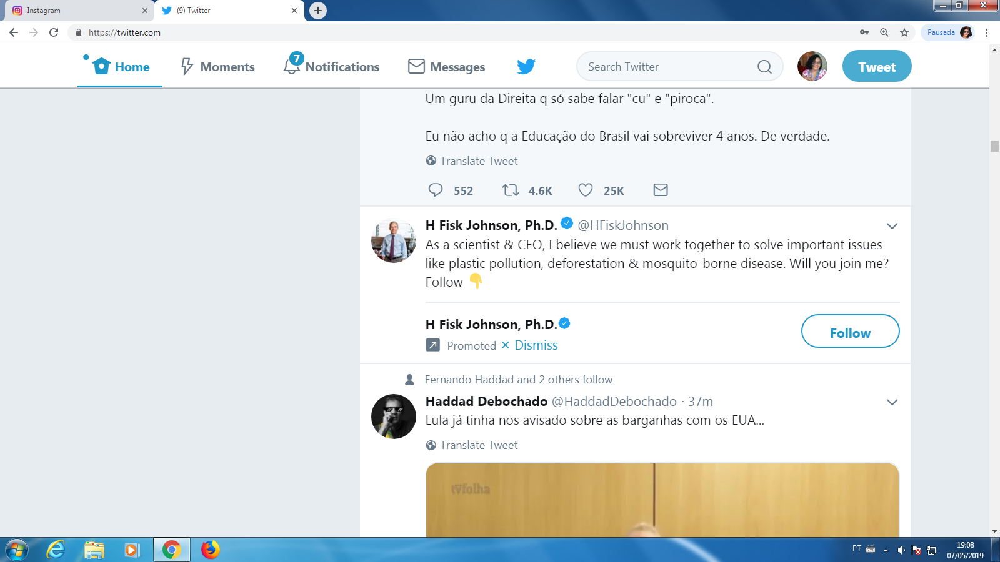 Instagram
(9) Twitter
https://twitter.com
Pausada
Home
Moments
7
Notifications
Messages
Search Twitter
Tweet
Um guru da Direita q só sabe falar "cu" e "piroca".
Eu não acho q a Educação do Brasil vai sobreviver 4 anos. De verdade.
Translate Tweet
552
4.6K
25K
H Fisk Johnson, Ph.D. @HFiskJohnson
As a scientist & CEO, I believe we must work together to solve important issues
like plastic pollution, deforestation & mosquito-borne disease. Will you join me?
Follow 👇
H Fisk Johnson, Ph.D.
Follow
Promoted × Dismiss
Fernando Haddad and 2 others follow
Haddad Debochado @HaddadDebochado · 37m
Lula já tinha nos avisado sobre as barganhas com os EUA...
Translate Tweet
tvfolha
PT
19:08
07/05/2019